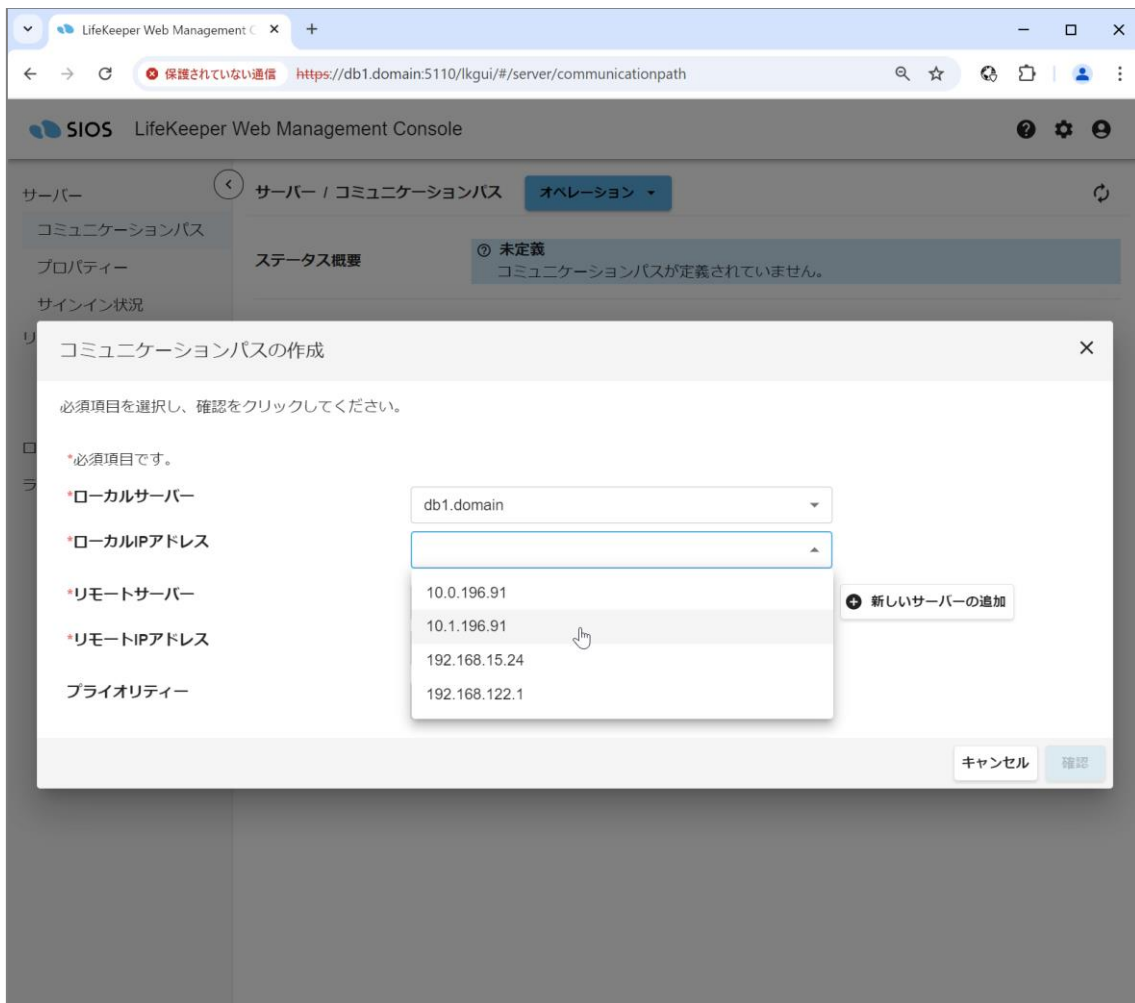 LifeKeeper Web Management C
保護されていない通信 https://db1.domain:5110/lkgui/#/server/communicationpath
SIOS LifeKeeper Web Management Console
サーバー
コミュニケーションパス
プロパティー
サインイン状況
リ
ロ
ラ
サーバー / コミュニケーションパス オペレーション
ステータス概要
未定義
コミュニケーションパスが定義されていません。
コミュニケーションパスの作成
必須項目を選択し、確認をクリックしてください。
*必須項目です。
*ローカルサーバー db1.domain
*ローカルIPアドレス
*リモートサーバー 新しいサーバーの追加
*リモートIPアドレス
プライオリティー
10.0.196.91
10.1.196.91
192.168.15.24
192.168.122.1
キャンセル 確認